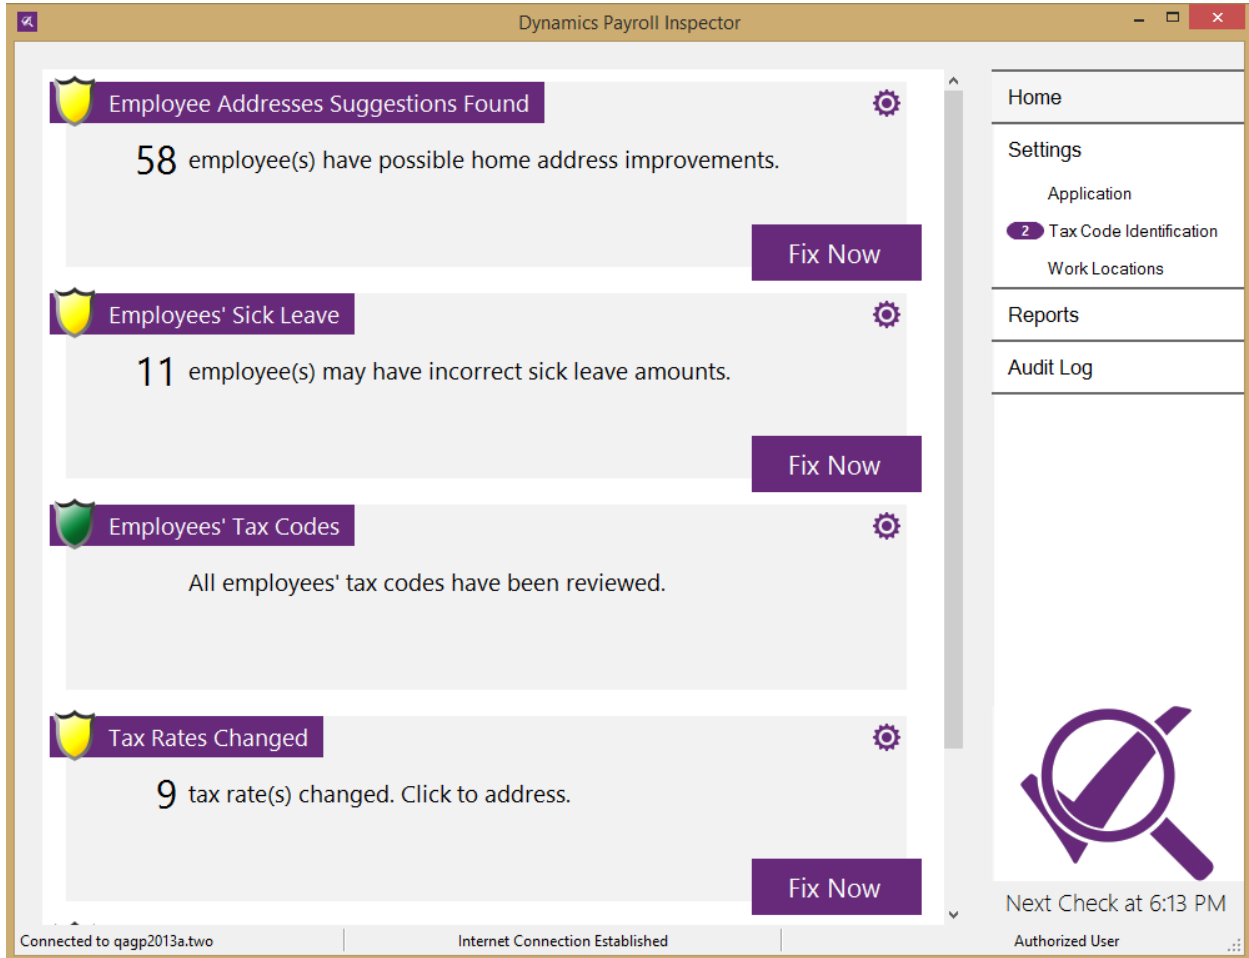 Dynamics Payroll Inspector
Employee Addresses Suggestions Found
58 employee(s) have possible home address improvements.
Fix Now
Employees' Sick Leave
11 employee(s) may have incorrect sick leave amounts.
Fix Now
Employees' Tax Codes
All employees' tax codes have been reviewed.
Tax Rates Changed
9 tax rate(s) changed. Click to address.
Fix Now
Home
Settings
Application
2 Tax Code Identification
Work Locations
Reports
Audit Log
Next Check at 6:13 PM
Connected to qagp2013a.two
Internet Connection Established
Authorized User